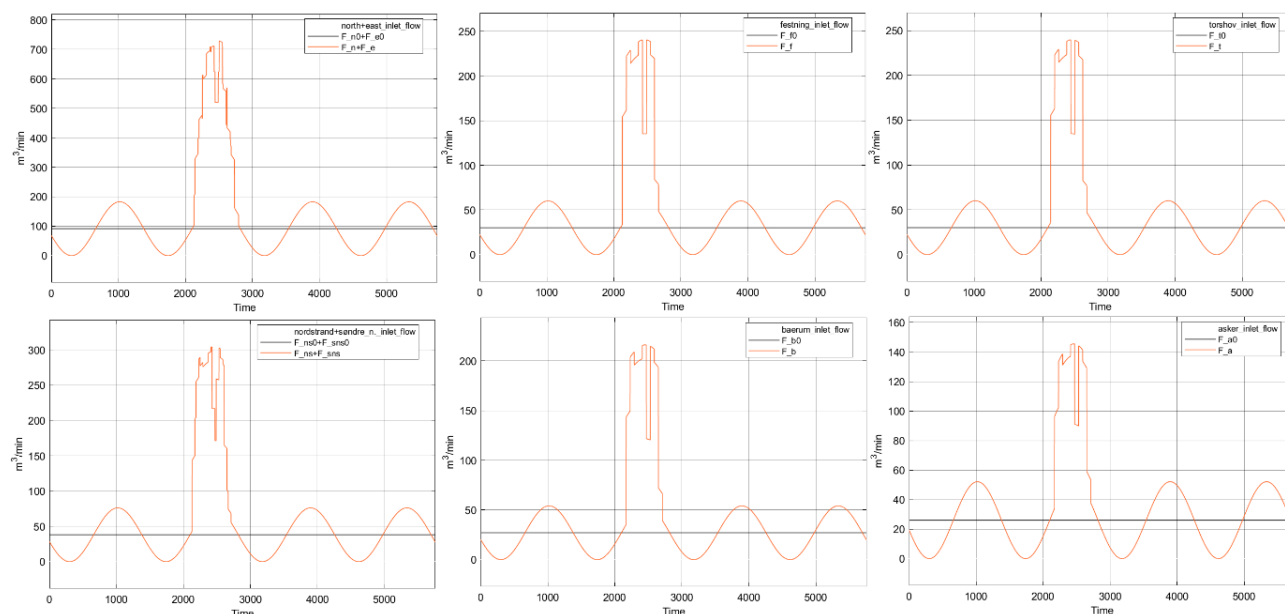 north+east_inlet_flow
F_n0+F_e0
F_n+F_e
800
700
600
500
400
300
200
100
0
m³/min
0 1000 2000 3000 4000 5000
Time
festning_inlet_flow
F_f0
F_f
250
200
150
100
50
0
m³/min
0 1000 2000 3000 4000 5000
Time
torshov_inlet_flow
F_t0
F_t
250
200
150
100
50
0
m³/min
0 1000 2000 3000 4000 5000
Time
nordstrand+søndre_n._inlet_flow
F_ns0+F_sns0
F_ns+F_sns
300
250
200
150
100
50
0
m³/min
0 1000 2000 3000 4000 5000
Time
baerum_inlet_flow
F_b0
F_b
200
150
100
50
0
m³/min
0 1000 2000 3000 4000 5000
Time
asker_inlet_flow
F_a0
F_a
160
140
120
100
80
60
40
20
0
m³/min
0 1000 2000 3000 4000 5000
Time